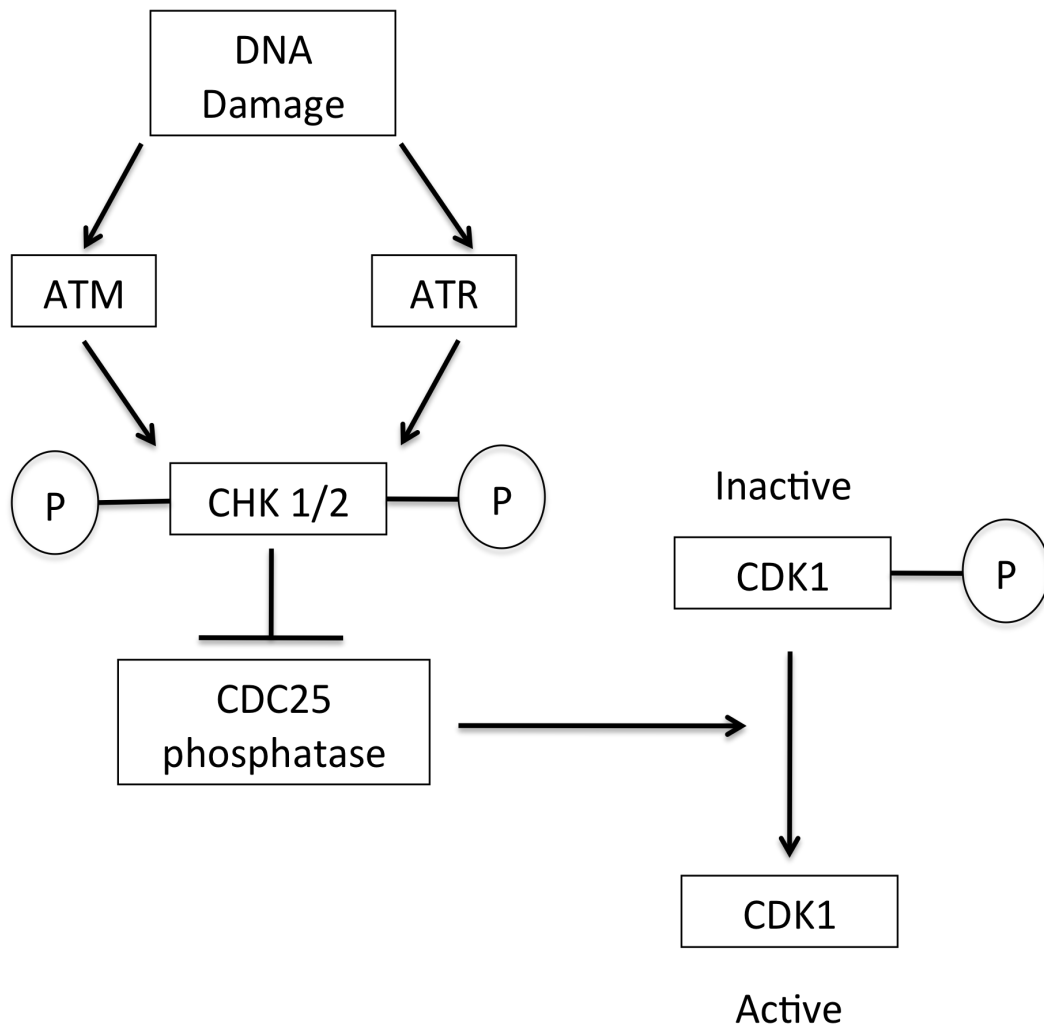 DNA
Damage
ATM
ATR
P
CHK 1/2
P
Inactive
CDK1
P
CDC25
phosphatase
CDK1
Active